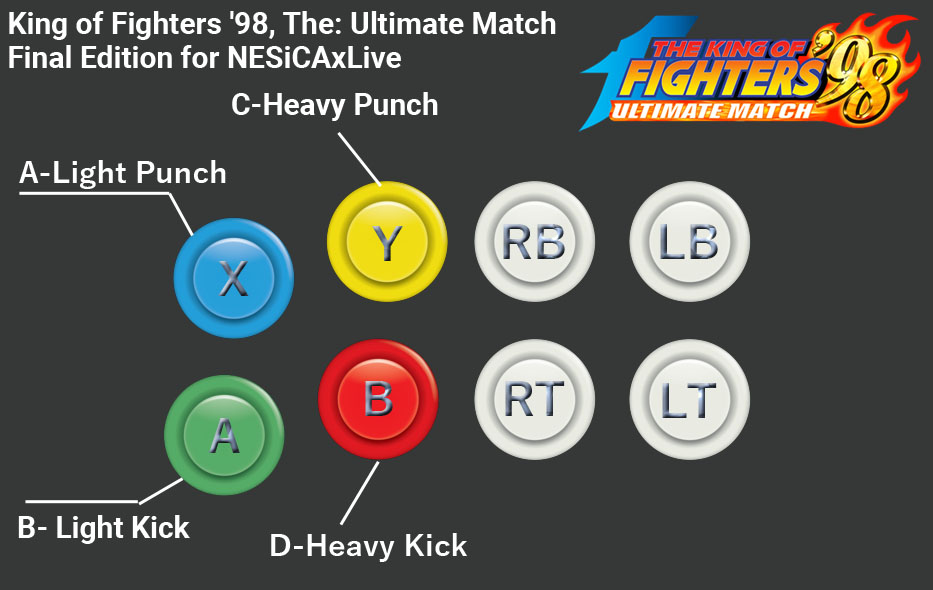 King of Fighters '98, The: Ultimate Match
Final Edition for NESiCAxLive
THE KING OF
FIGHTERS '98
ULTIMATE MATCH
C-Heavy Punch
A-Light Punch
X
Y
RB
LB
A
B
RT
LT
B- Light Kick
D-Heavy Kick